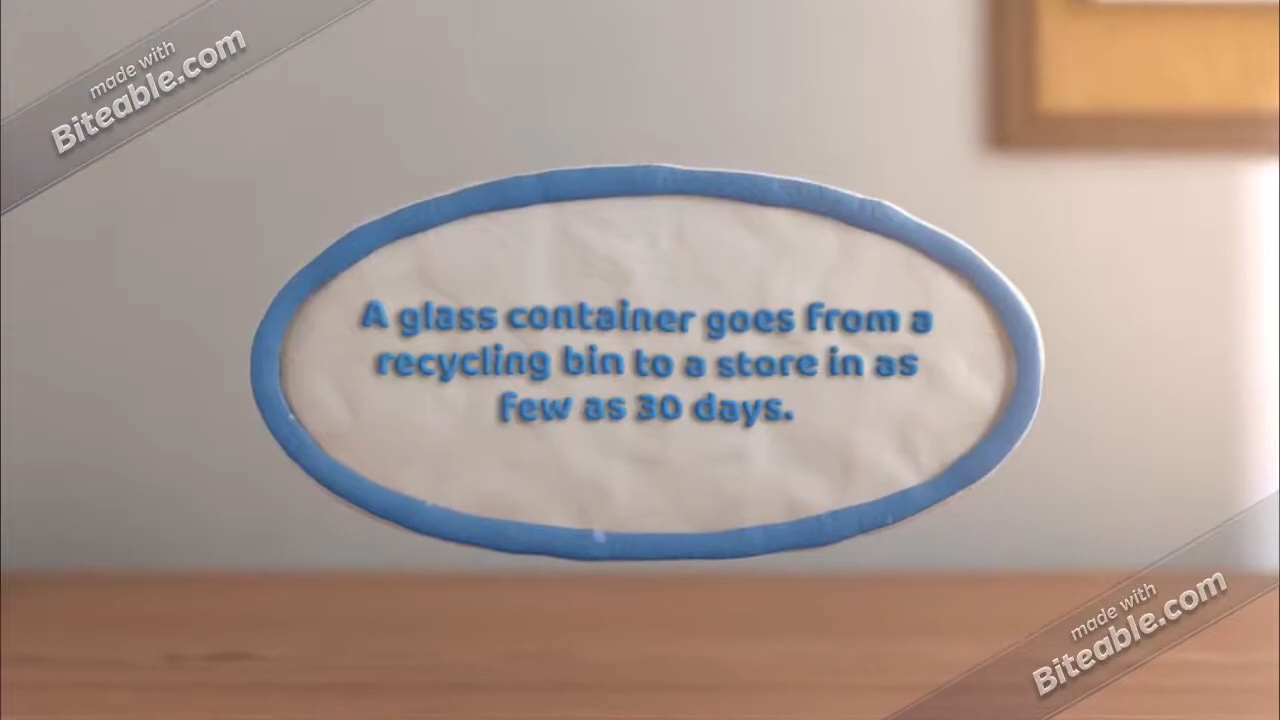 made with
Biteable.com
A glass container goes from a
recycling bin to a store in as
few as 30 days.
made with
Biteable.com